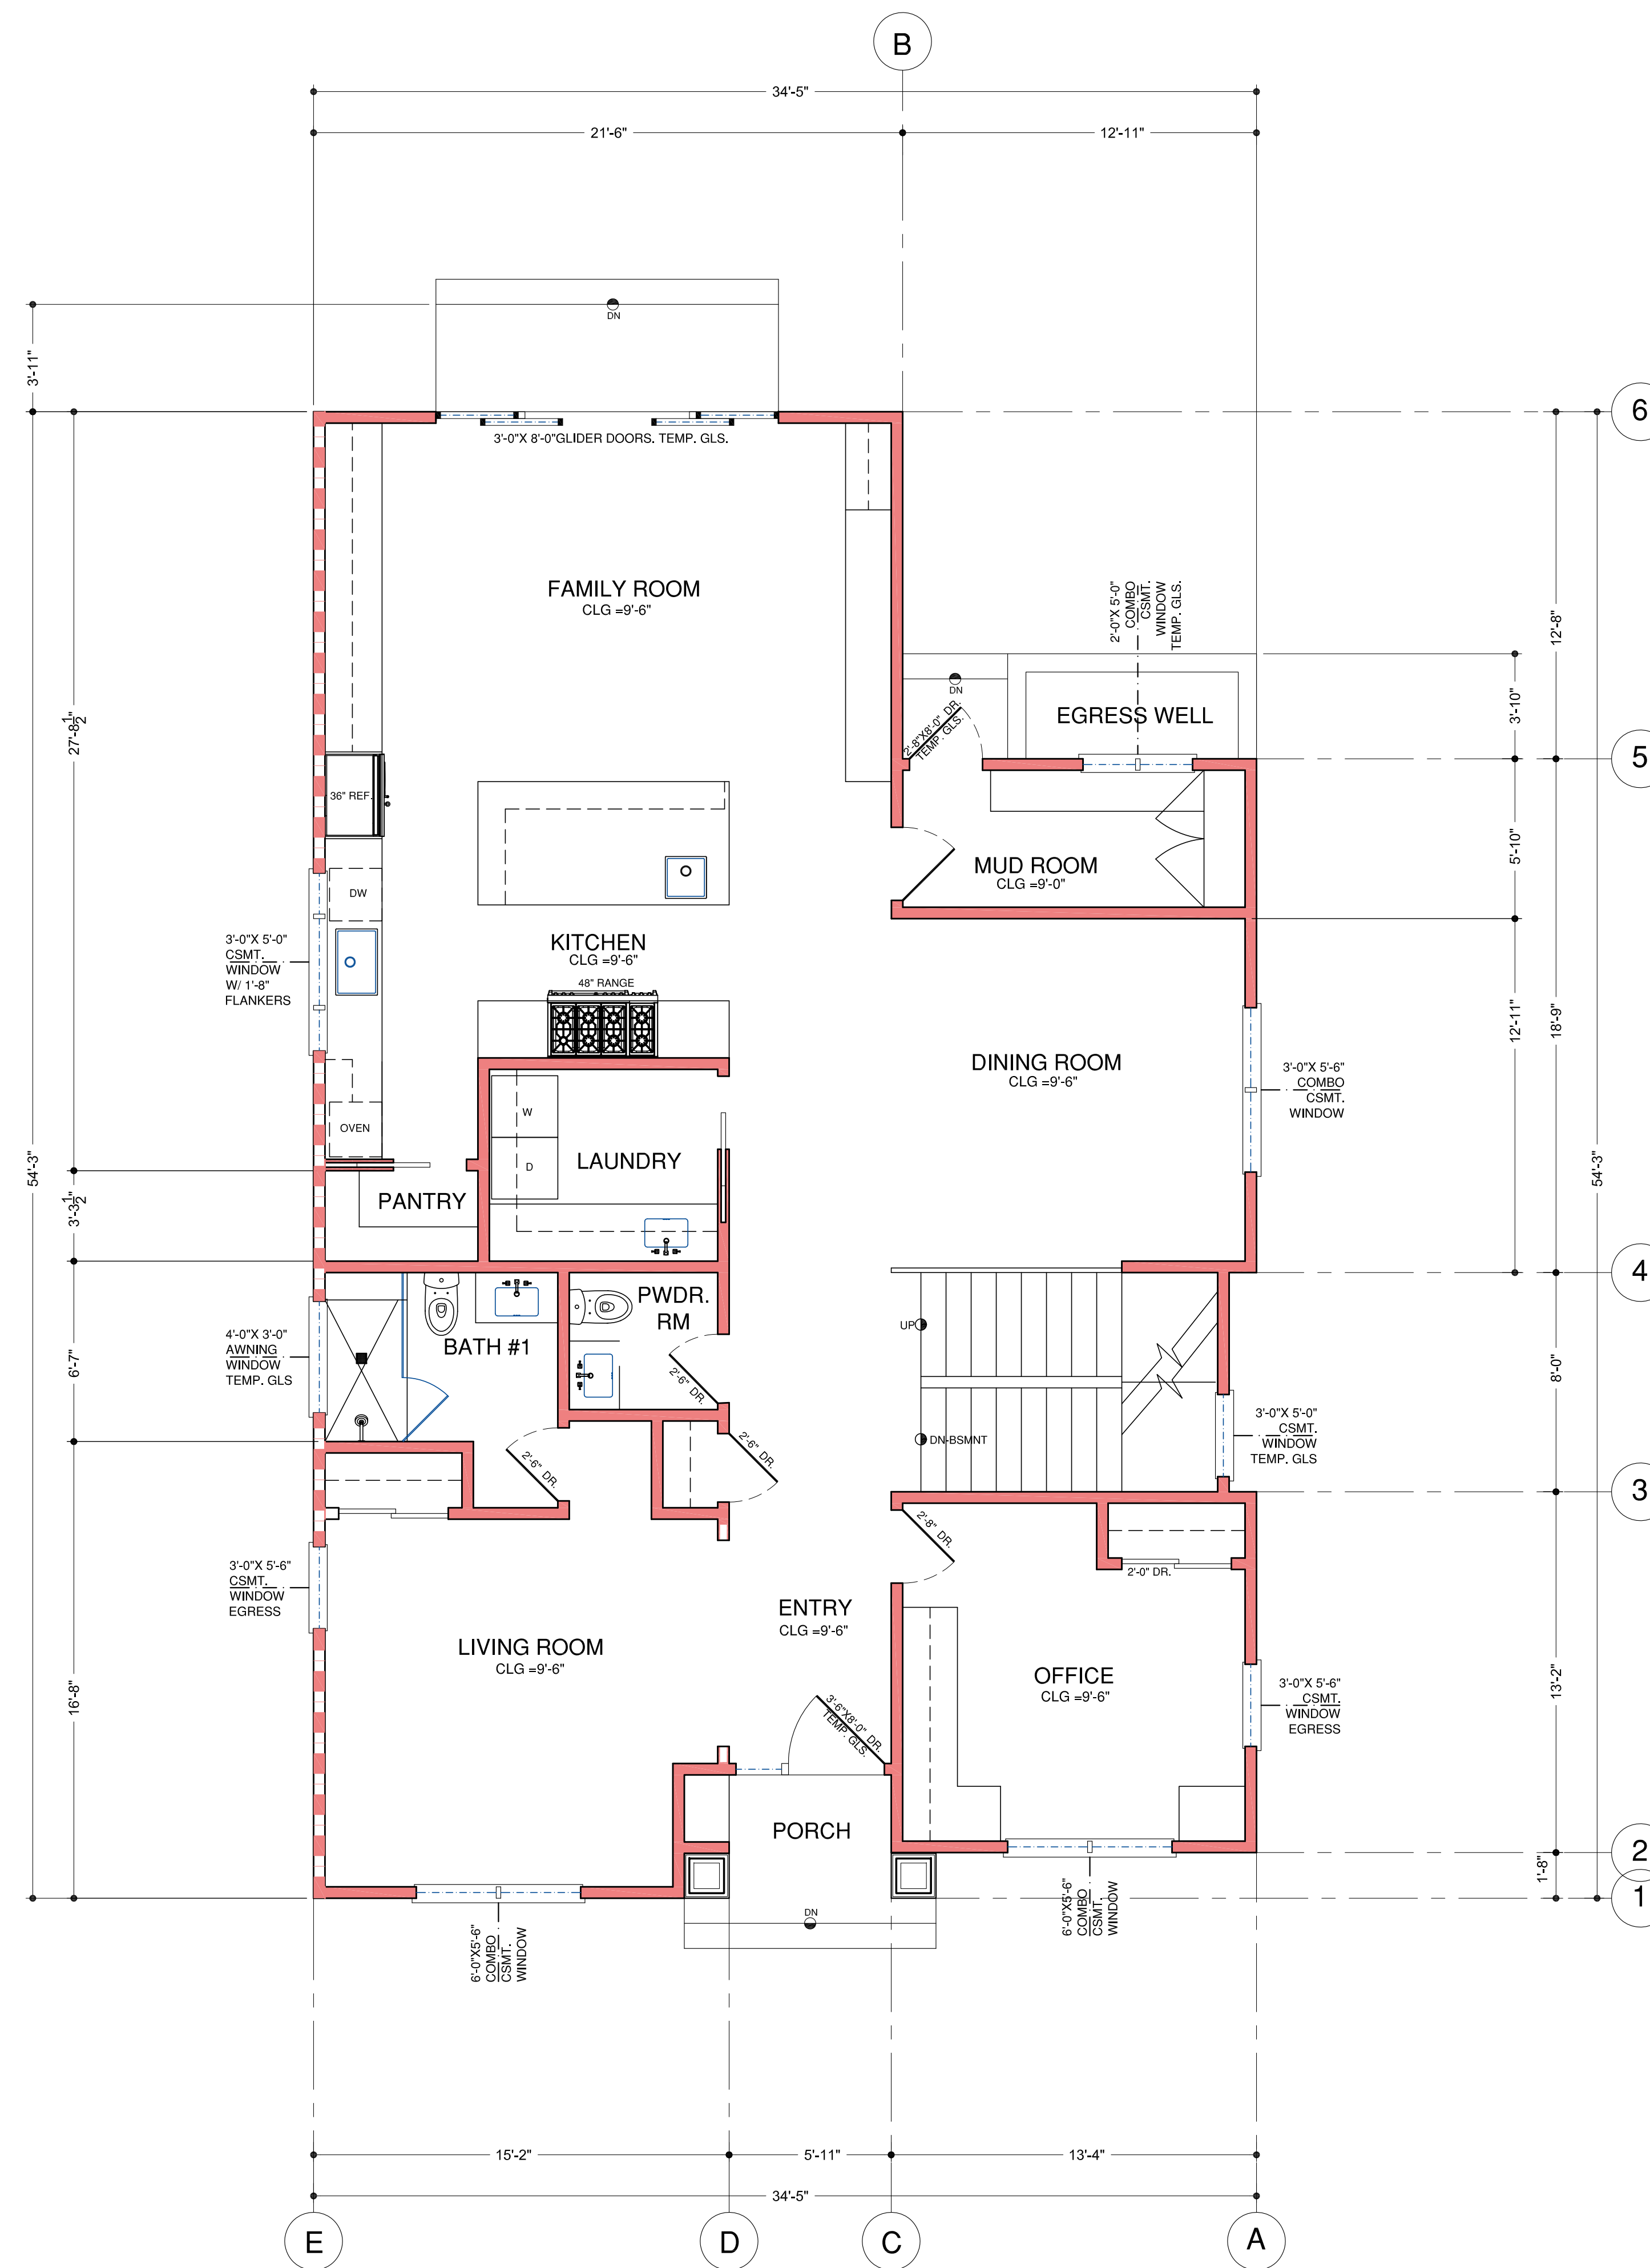 B
34'-5"
21'-6"
12'-11"
DN
3'-11"
6
3'-0"X 8'-0"GLIDER DOORS. TEMP. GLS.
FAMILY ROOM
CLG =9'-6"
2'-0"X 5'-0"
COMBO
CSMT.
WINDOW
TEMP. GLS.
12'-8"
DN
2'-8"X8'-0" DR.
TEMP. GLS.
EGRESS WELL
3'-10"
27'-8 1/2"
5
36" REF.
MUD ROOM
CLG =9'-0"
5'-10"
DW
3'-0"X 5'-0"
CSMT.
WINDOW
W/ 1'-8"
FLANKERS
KITCHEN
CLG =9'-6"
48" RANGE
DINING ROOM
CLG =9'-6"
12'-11"
18'-9"
3'-0"X 5'-6"
COMBO
CSMT.
WINDOW
W
OVEN
D
LAUNDRY
PANTRY
54'-3"
54'-3"
3'-3 1/2"
4
PWDR.
RM
BATH #1
UP
4'-0"X 3'-0"
AWNING
WINDOW
TEMP. GLS
6'-7"
2'-6" DR.
8'-0"
3'-0"X 5'-0"
CSMT.
WINDOW
TEMP. GLS
DN-BSMNT
2'-6" DR.
2'-6" DR.
3
2'-8" DR.
2'-0" DR.
3'-0"X 5'-6"
CSMT.
WINDOW
EGRESS
ENTRY
CLG =9'-6"
LIVING ROOM
CLG =9'-6"
OFFICE
CLG =9'-6"
16'-8"
13'-2"
3'-0"X 5'-6"
CSMT.
WINDOW
EGRESS
3'-6"X8'-0" DR.
TEMP. GLS.
PORCH
2
1'-8"
1
DN
6'-0"X5'-6"
COMBO
CSMT.
WINDOW
6'-0"X5'-6"
COMBO
CSMT.
WINDOW
15'-2"
5'-11"
13'-4"
34'-5"
E
D
C
A